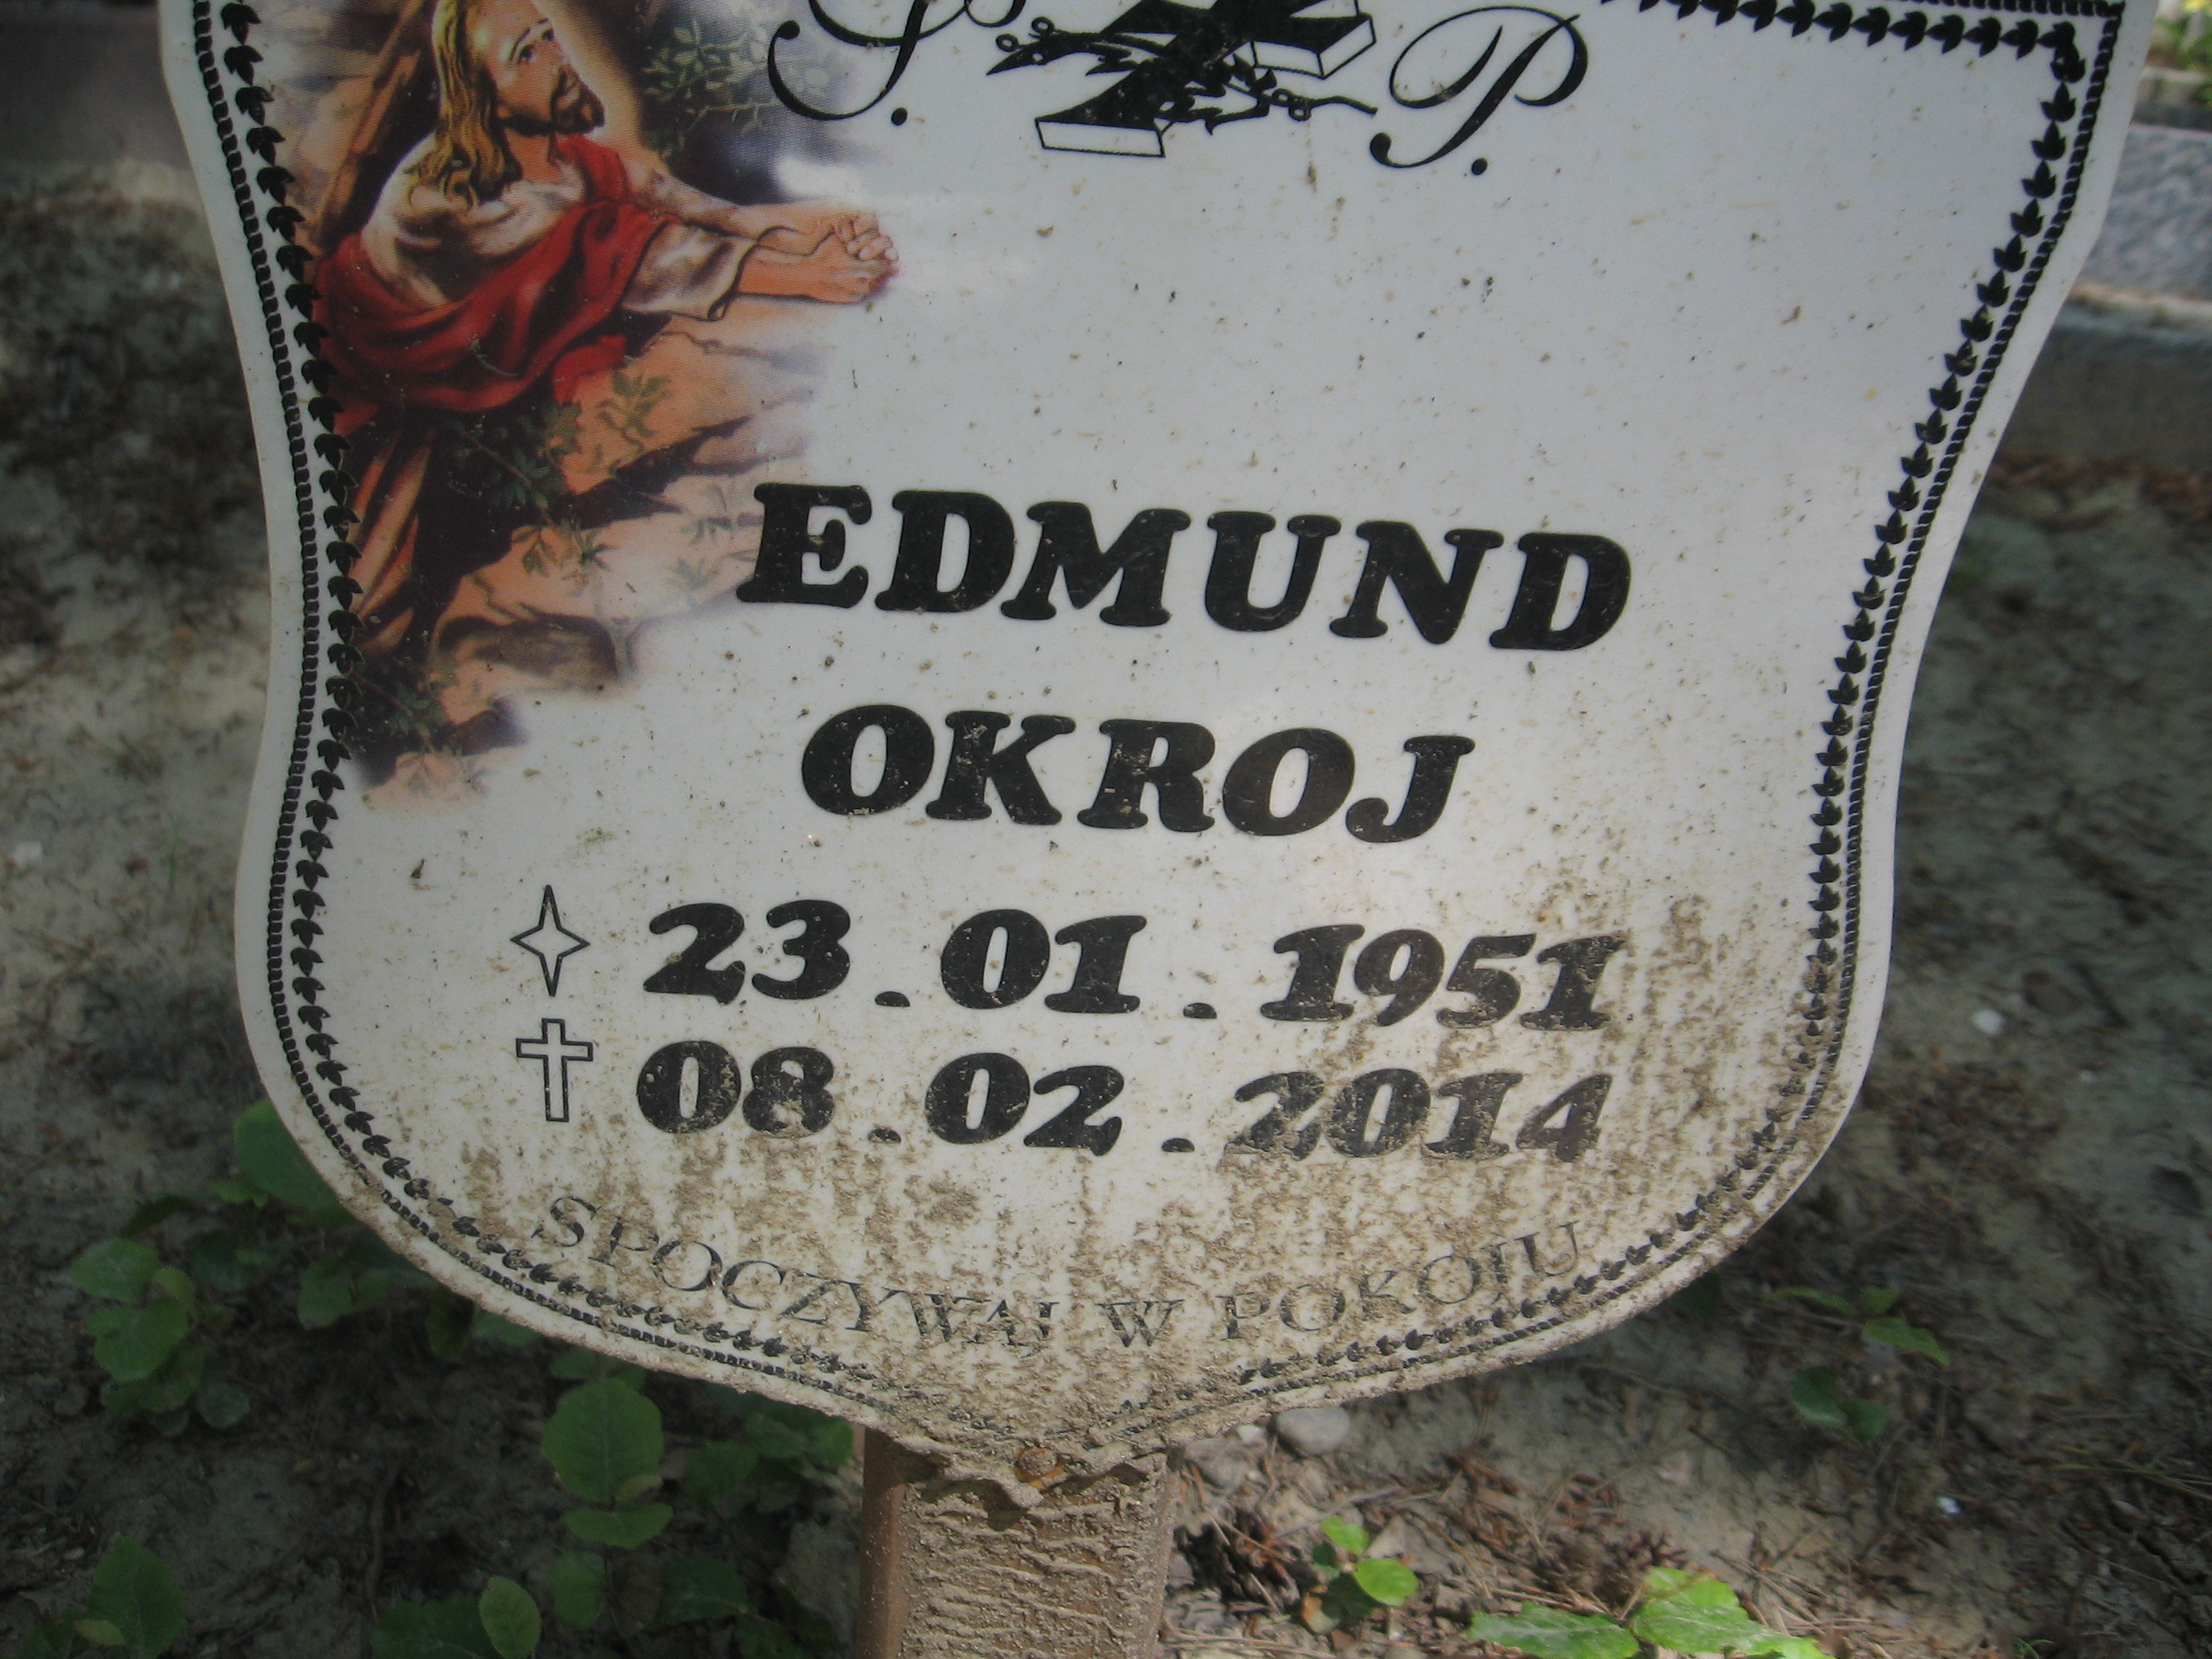 Ś. P.
EDMUND
OKROJ
23.01.1951
08.02.2014
SPOCZYWAJ W POKOJU